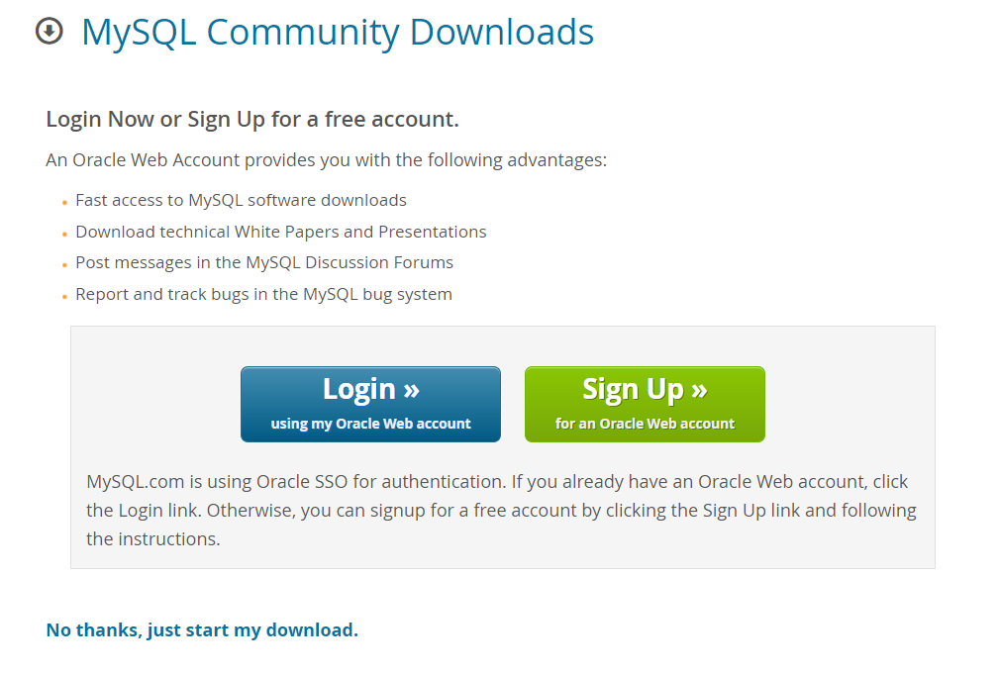 MySQL Community Downloads
Login Now or Sign Up for a free account.
An Oracle Web Account provides you with the following advantages:
Fast access to MySQL software downloads
Download technical White Papers and Presentations
Post messages in the MySQL Discussion Forums
Report and track bugs in the MySQL bug system
Login »
using my Oracle Web account
Sign Up »
for an Oracle Web account
MySQL.com is using Oracle SSO for authentication. If you already have an Oracle Web account, click
the Login link. Otherwise, you can signup for a free account by clicking the Sign Up link and following
the instructions.
No thanks, just start my download.